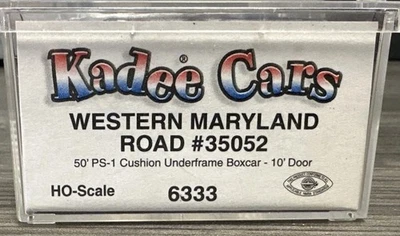 Kadee® Cars
WESTERN MARYLAND
ROAD #35052
50' PS-1 Cushion Underframe Boxcar - 10' Door
HO-Scale
6333